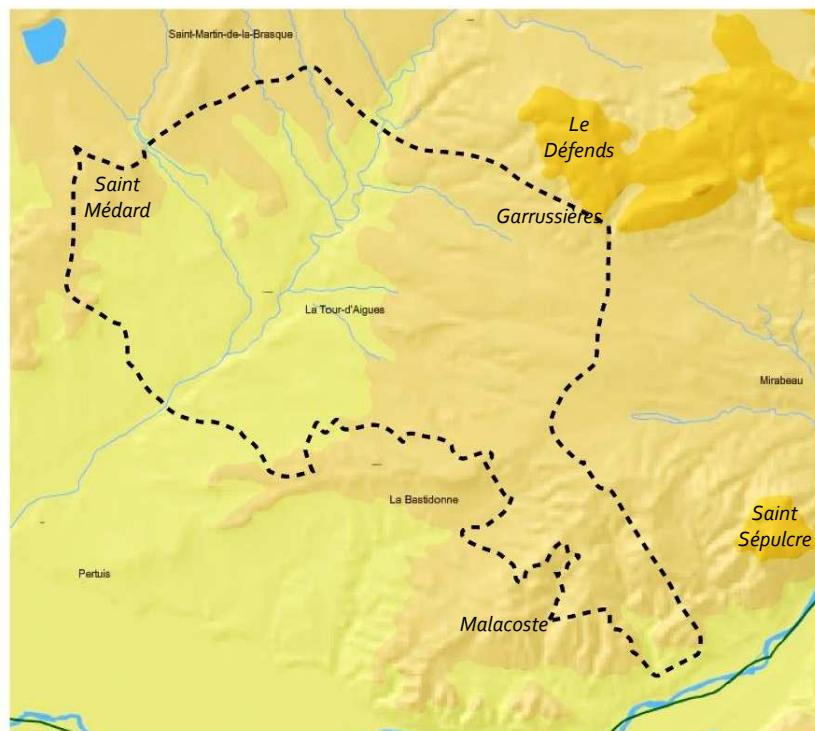 Saint-Martin-de-la-Brasque
Le
Défends
Saint
Médard
Garrussières
La Tour-d'Aigues
Mirabeau
La Bastidonne
Saint
Sépulcre
Pertuis
Malacoste